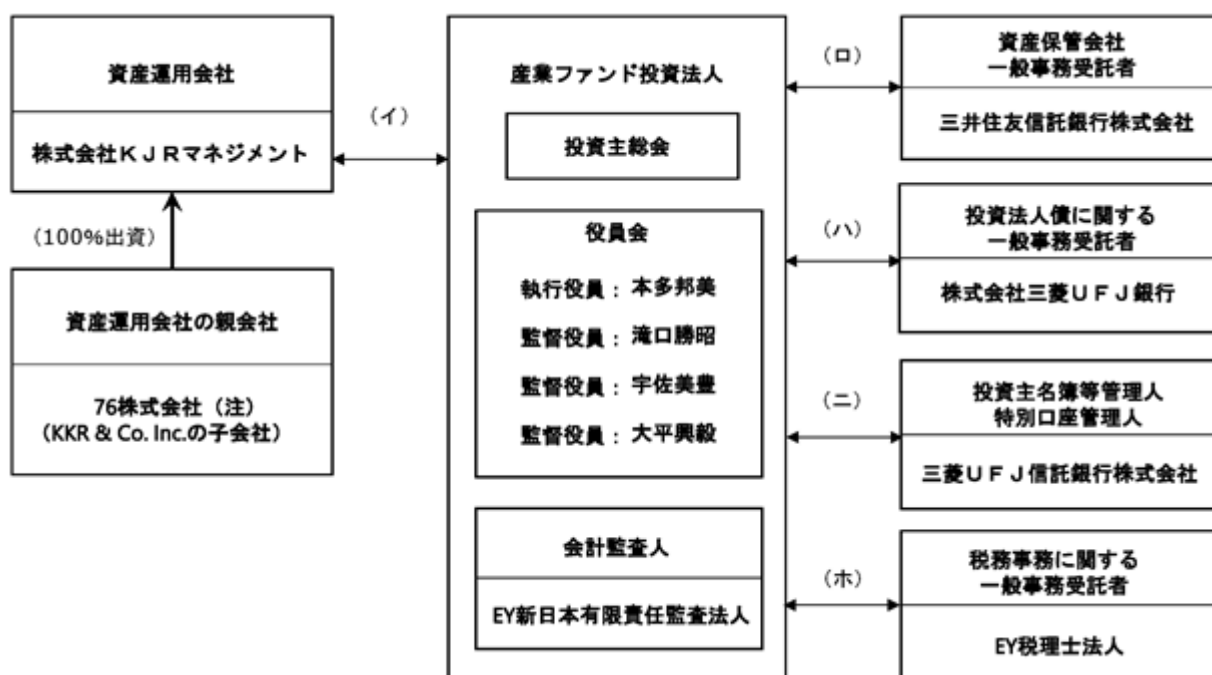 資産運用会社
株式会社ＫＪＲマネジメント
（100%出資）
資産運用会社の親会社
76株式会社（注）
（KKR & Co. Inc.の子会社）
（イ）
産業ファンド投資法人
投資主総会
役員会
執行役員： 本多邦美
監督役員： 滝口勝昭
監督役員： 宇佐美豊
監督役員： 大平興毅
会計監査人
EY新日本有限責任監査法人
（ロ）
資産保管会社
一般事務受託者
三井住友信託銀行株式会社
（ハ）
投資法人債に関する
一般事務受託者
株式会社三菱ＵＦＪ銀行
（ニ）
投資主名簿等管理人
特別口座管理人
三菱ＵＦＪ信託銀行株式会社
（ホ）
税務事務に関する
一般事務受託者
EY税理士法人